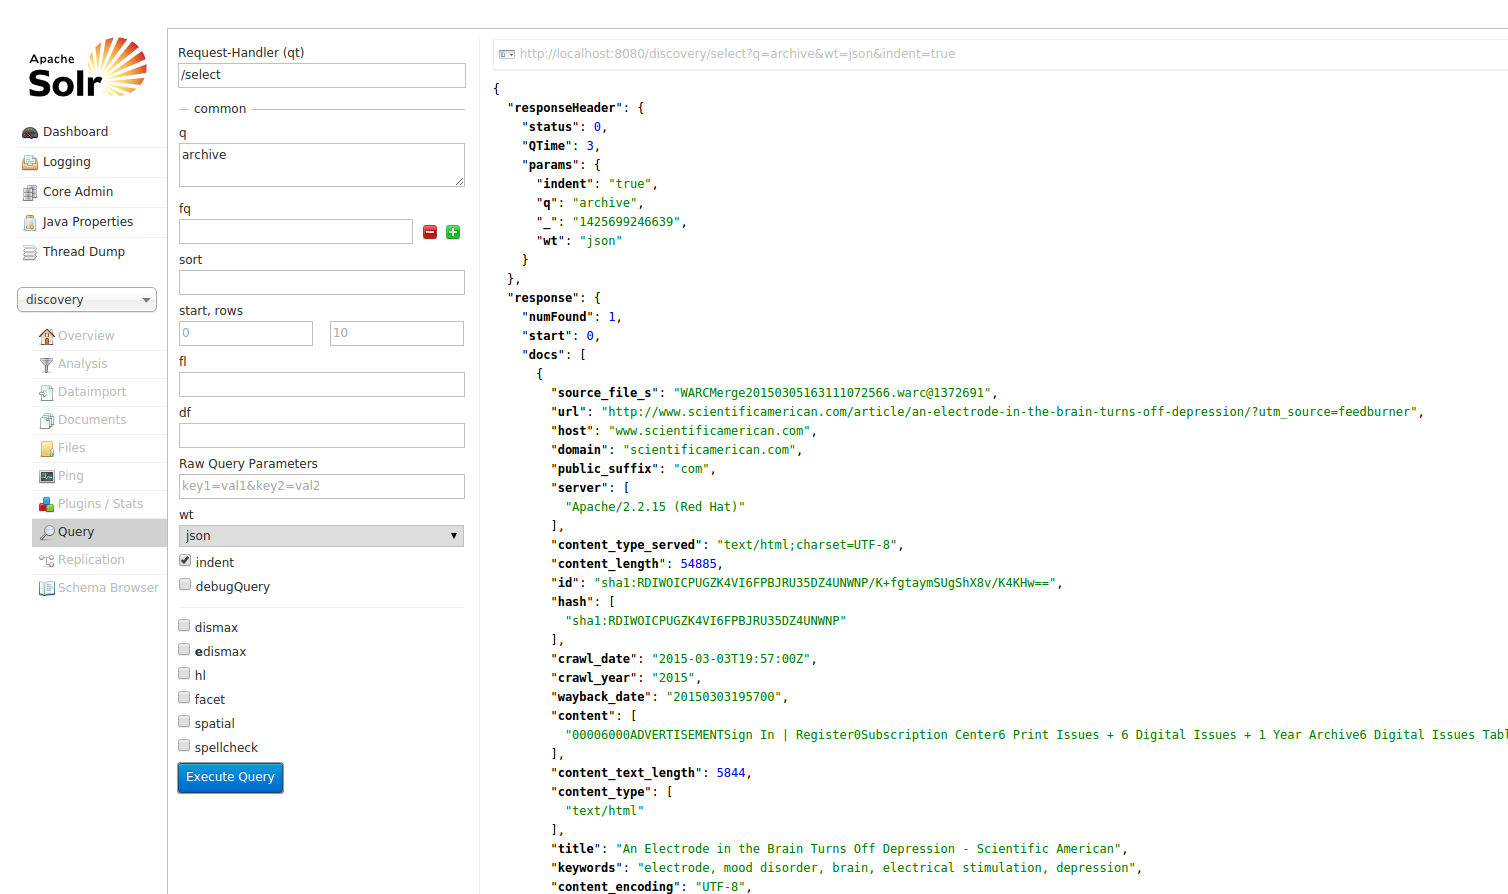 Apache
Solr
Dashboard
Logging
Core Admin
Java Properties
Thread Dump
discovery
Overview
Analysis
Dataimport
Documents
Files
Ping
Plugins / Stats
Query
Replication
Schema Browser
Request-Handler (qt)
/select
common
q
archive
fq
sort
start, rows
0 10
fl
df
Raw Query Parameters
key1=val1&key2=val2
wt
json
indent
debugQuery
dismax
edismax
hl
facet
spatial
spellcheck
Execute Query
http://localhost:8080/discovery/select?q=archive&wt=json&indent=true
{
"responseHeader": {
"status": 0,
"QTime": 3,
"params": {
"indent": "true",
"q": "archive",
"_": "1425699246639",
"wt": "json"
}
},
"response": {
"numFound": 1,
"start": 0,
"docs": [
{
"source_file_s": "WARCMerge20150305163111072566.warc@1372691",
"url": "http://www.scientificamerican.com/article/an-electrode-in-the-brain-turns-off-depression/?utm_source=feedburner",
"host": "www.scientificamerican.com",
"domain": "scientificamerican.com",
"public_suffix": "com",
"server": [
"Apache/2.2.15 (Red Hat)"
],
"content_type_served": "text/html;charset=UTF-8",
"content_length": 54885,
"id": "sha1:RDIWOICPUGZK4VI6FPBJRU35DZ4UNWNP/K+fgtaymSUgShX8v/K4KHw==",
"hash": [
"sha1:RDIWOICPUGZK4VI6FPBJRU35DZ4UNWNP"
],
"crawl_date": "2015-03-03T19:57:00Z",
"crawl_year": "2015",
"wayback_date": "20150303195700",
"content": [
"00006000ADVERTISEMENTSign In | Register0Subscription Center6 Print Issues + 6 Digital Issues + 1 Year Archive6 Digital Issues Tabl
],
"content_text_length": 5844,
"content_type": [
"text/html"
],
"title": "An Electrode in the Brain Turns Off Depression - Scientific American",
"keywords": "electrode, mood disorder, brain, electrical stimulation, depression",
"content_encoding": "UTF-8",